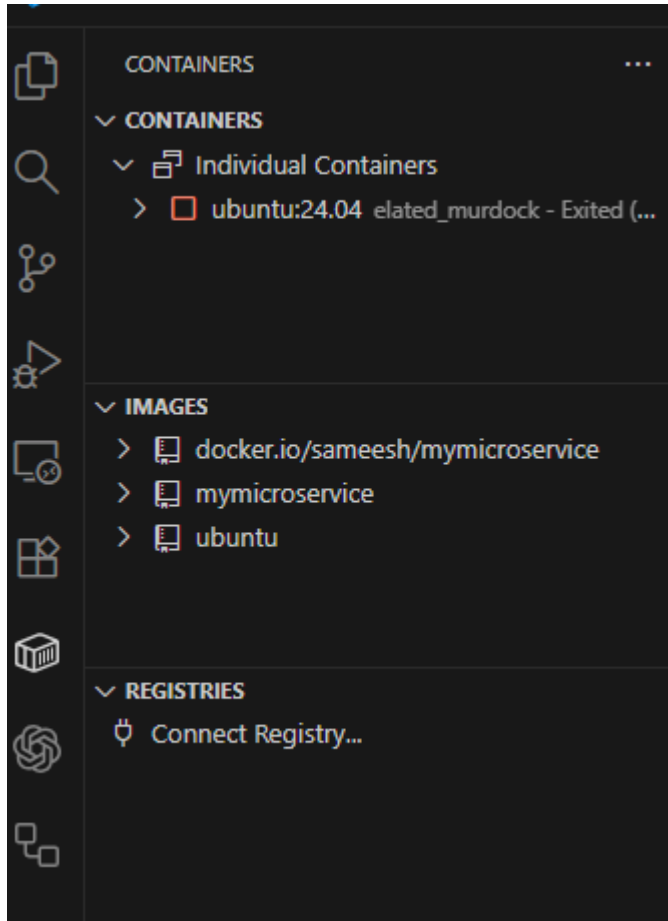 CONTAINERS
CONTAINERS
Individual Containers
ubuntu:24.04 elated_murdock - Exited (...
IMAGES
docker.io/sameesh/mymicroservice
mymicroservice
ubuntu
REGISTRIES
Connect Registry...